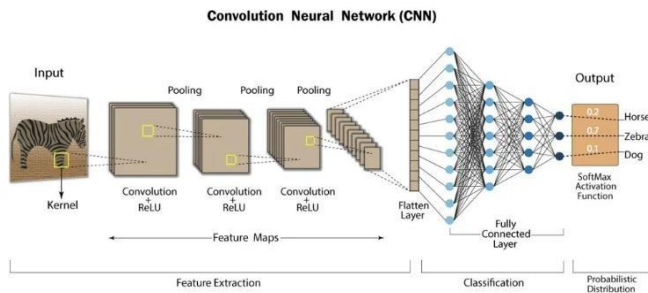 Convolution Neural Network (CNN)
Input
Kernel
Pooling
Pooling
Pooling
Convolution
+
ReLU
Convolution
+
ReLU
Convolution
+
ReLU
Feature Maps
Flatten
Layer
Fully
Connected
Layer
Output
0.2
Horse
0.7
Zebra
0.1
Dog
SoftMax
Activation
Function
Feature Extraction
Classification
Probabilistic
Distribution